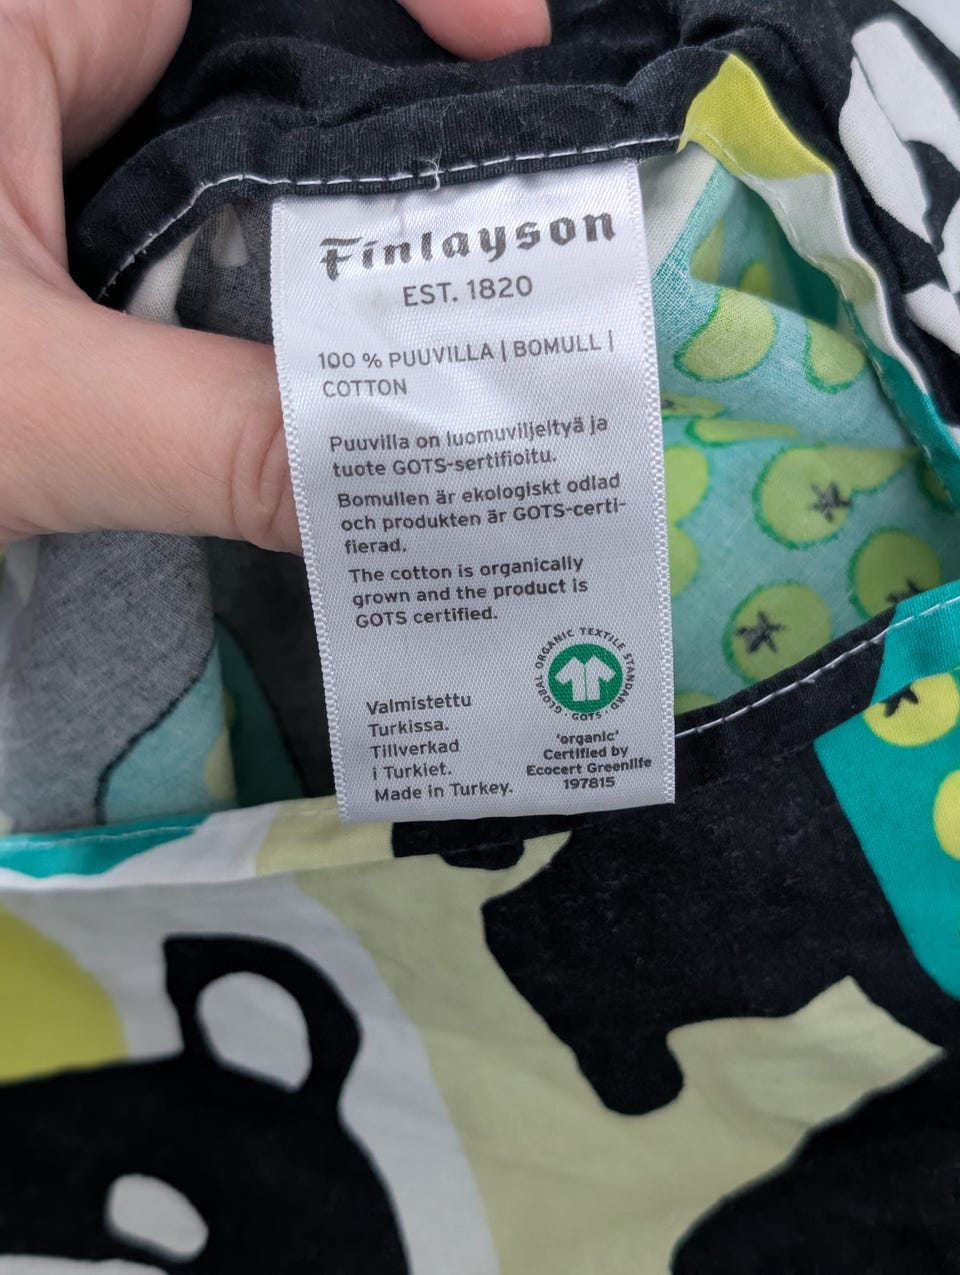 Finlayson
EST. 1820
100 % PUUVILLA | BOMULL |
COTTON
Puuvilla on luomuviljeltyä ja
tuote GOTS-sertifioitu.
Bomullen är ekologiskt odlad
och produkten är GOTS-certi-
fierad.
The cotton is organically
grown and the product is
GOTS certified.
Valmistettu
Turkissa.
Tillverkad
i Turkiet.
Made in Turkey.
GLOBAL ORGANIC TEXTILE STANDARD
· GOTS ·
'organic'
Certified by
Ecocert Greenlife
197815